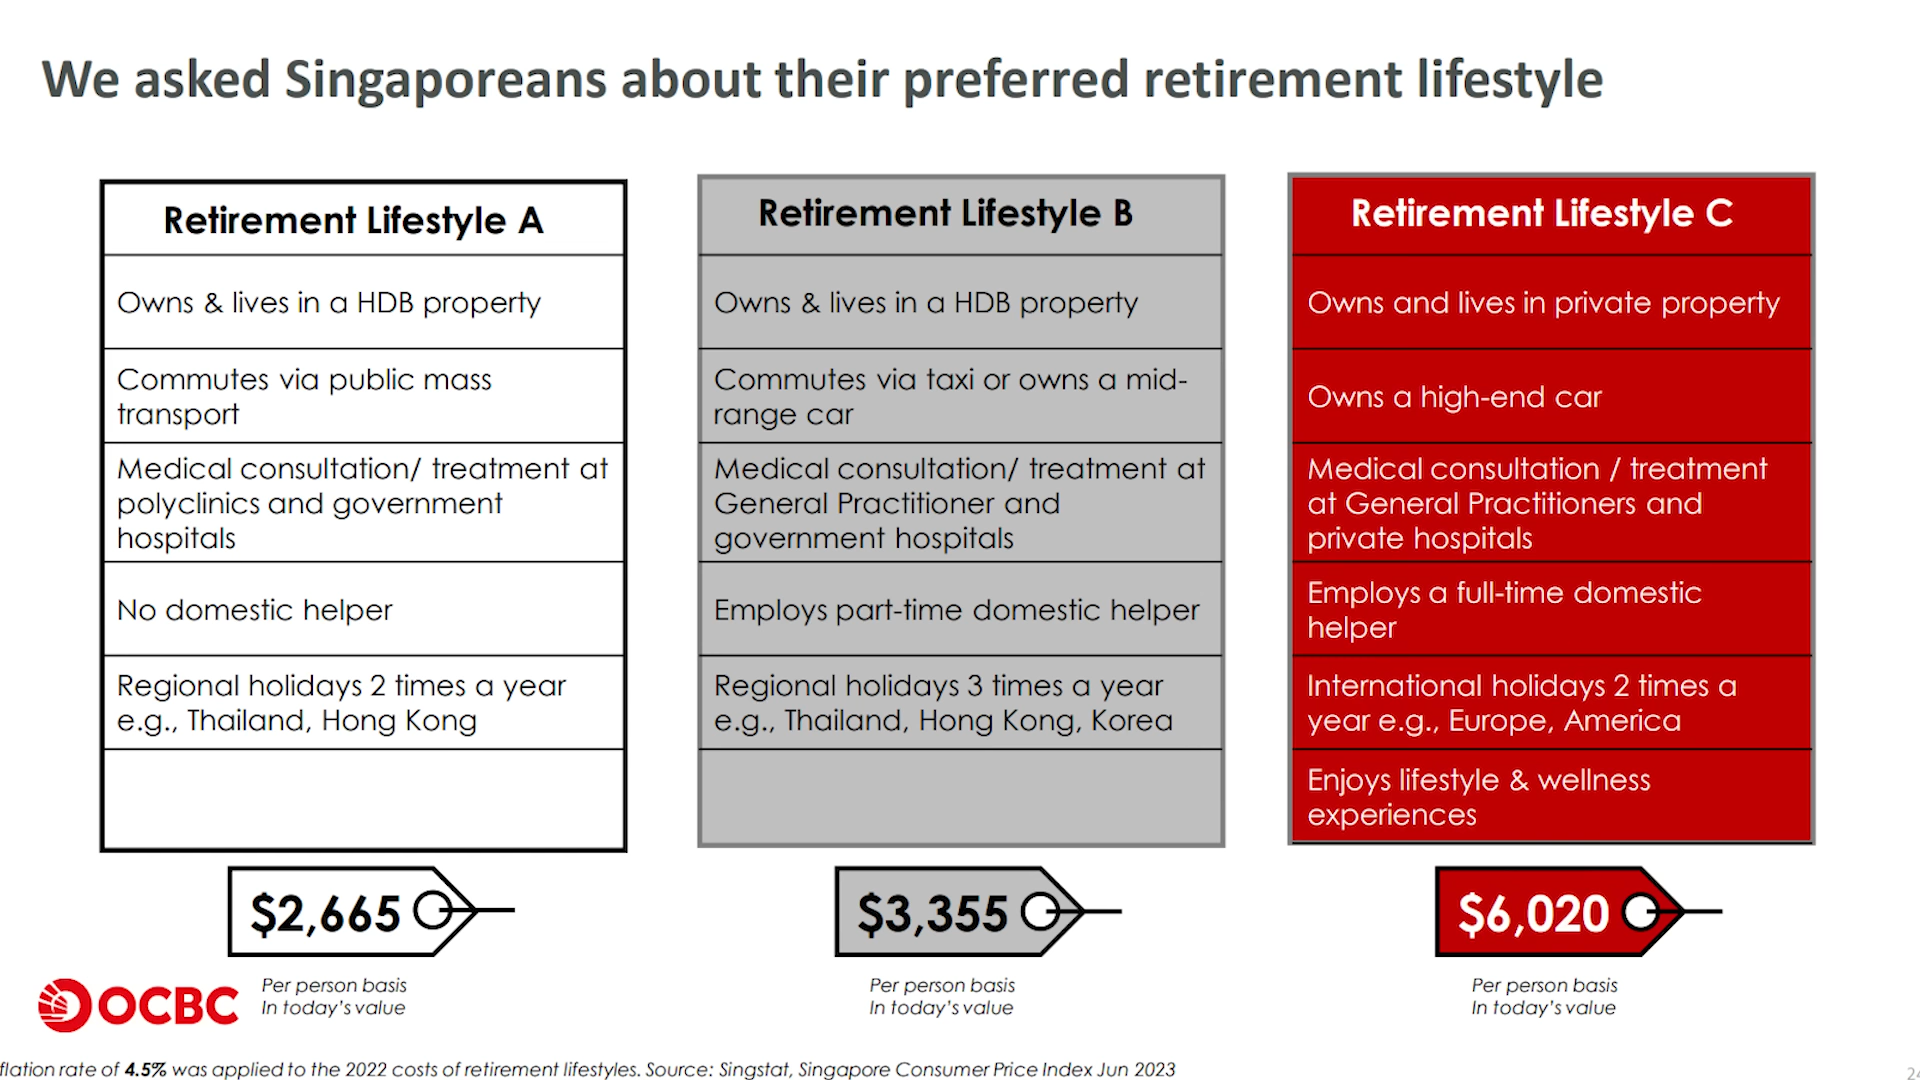 We asked Singaporeans about their preferred retirement lifestyle
Retirement Lifestyle A
Owns & lives in a HDB property
Commutes via public mass
transport
Medical consultation/ treatment at
polyclinics and government
hospitals
No domestic helper
Regional holidays 2 times a year
e.g., Thailand, Hong Kong
$2,665
Per person basis
In today's value
Retirement Lifestyle B
Owns & lives in a HDB property
Commutes via taxi or owns a mid-
range car
Medical consultation/ treatment at
General Practitioner and
government hospitals
Employs part-time domestic helper
Regional holidays 3 times a year
e.g., Thailand, Hong Kong, Korea
$3,355
Per person basis
In today's value
Retirement Lifestyle C
Owns and lives in private property
Owns a high-end car
Medical consultation / treatment
at General Practitioners and
private hospitals
Employs a full-time domestic
helper
International holidays 2 times a
year e.g., Europe, America
Enjoys lifestyle & wellness
experiences
$6,020
Per person basis
In today's value
OCBC
rate of 4.5% was applied to the 2022 costs of retirement lifestyles. Source: Singstat, Singapore Consumer Price Index Jun 2023